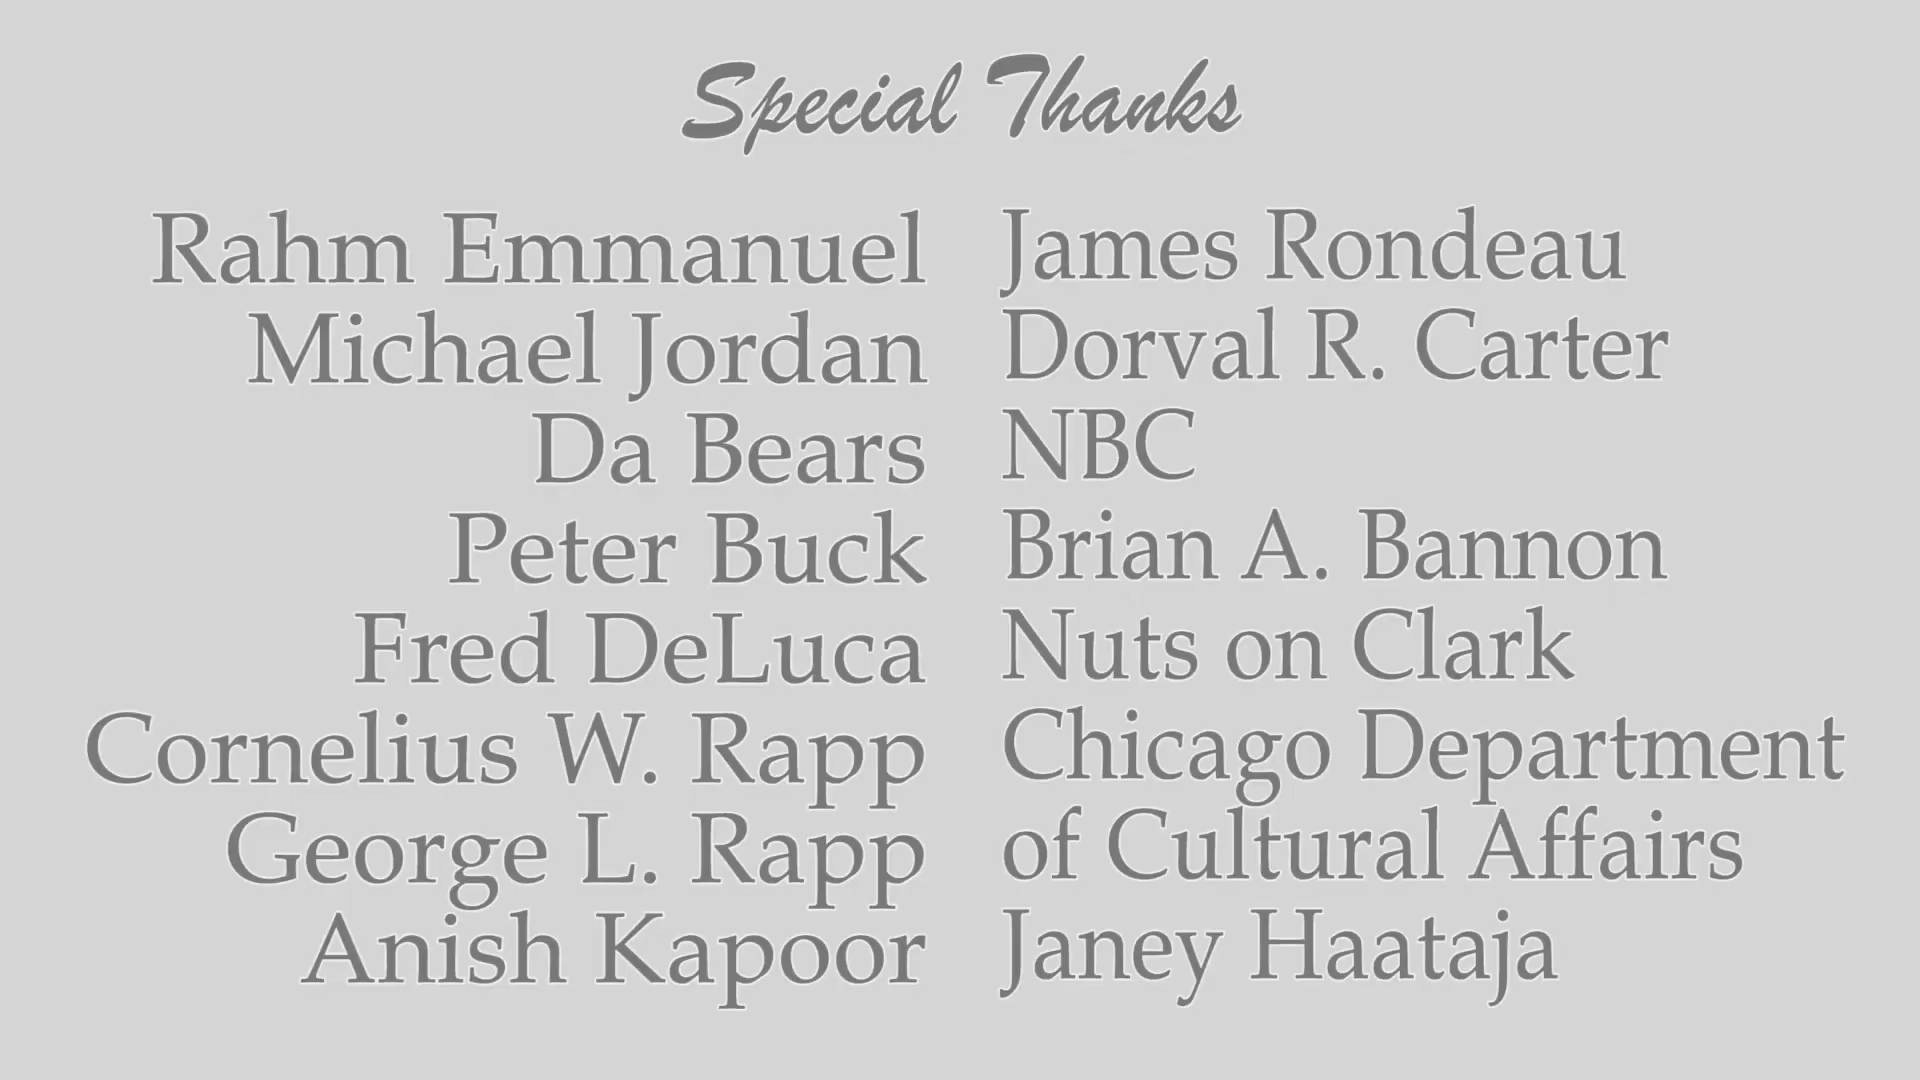 Special Thanks
Rahm Emmanuel
Michael Jordan
Da Bears
Peter Buck
Fred DeLuca
Cornelius W. Rapp
George L. Rapp
Anish Kapoor
James Rondeau
Dorval R. Carter
NBC
Brian A. Bannon
Nuts on Clark
Chicago Department
of Cultural Affairs
Janey Haataja